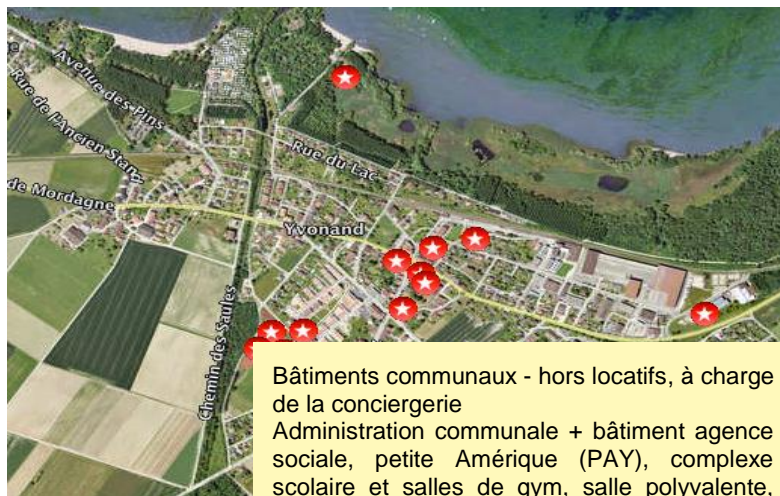 Avenue des Pins
Rue de l'Ancien Stand
Rue du Lac
de Mordagne
Yvonand
Chemin des Saules
Bâtiments communaux - hors locatifs, à charge
de la conciergerie
Administration communale + bâtiment agence
sociale, petite Amérique (PAY), complexe
scolaire et salles de gym, salle polyvalente,